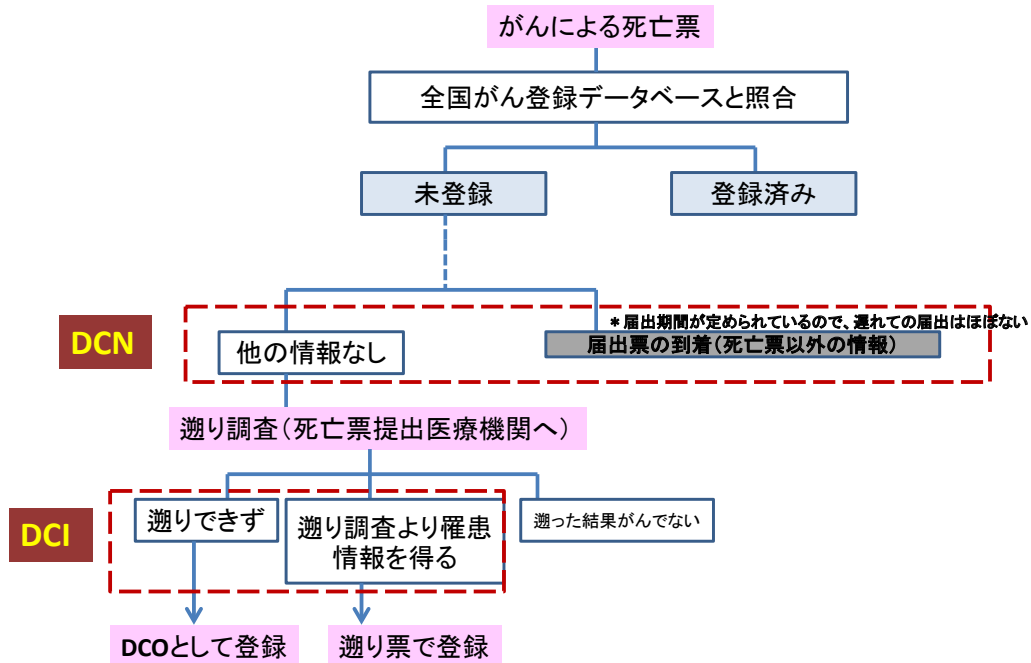 がんによる死亡票
全国がん登録データベースと照合
未登録
登録済み
DCN
＊届出期間が定められているので、遅れての届出はほぼない
届出票の到着(死亡票以外の情報)
他の情報なし
遡り調査(死亡票提出医療機関へ)
DCI
遡りできず
遡り調査より罹患
情報を得る
遡った結果がんでない
DCOとして登録
遡り票で登録